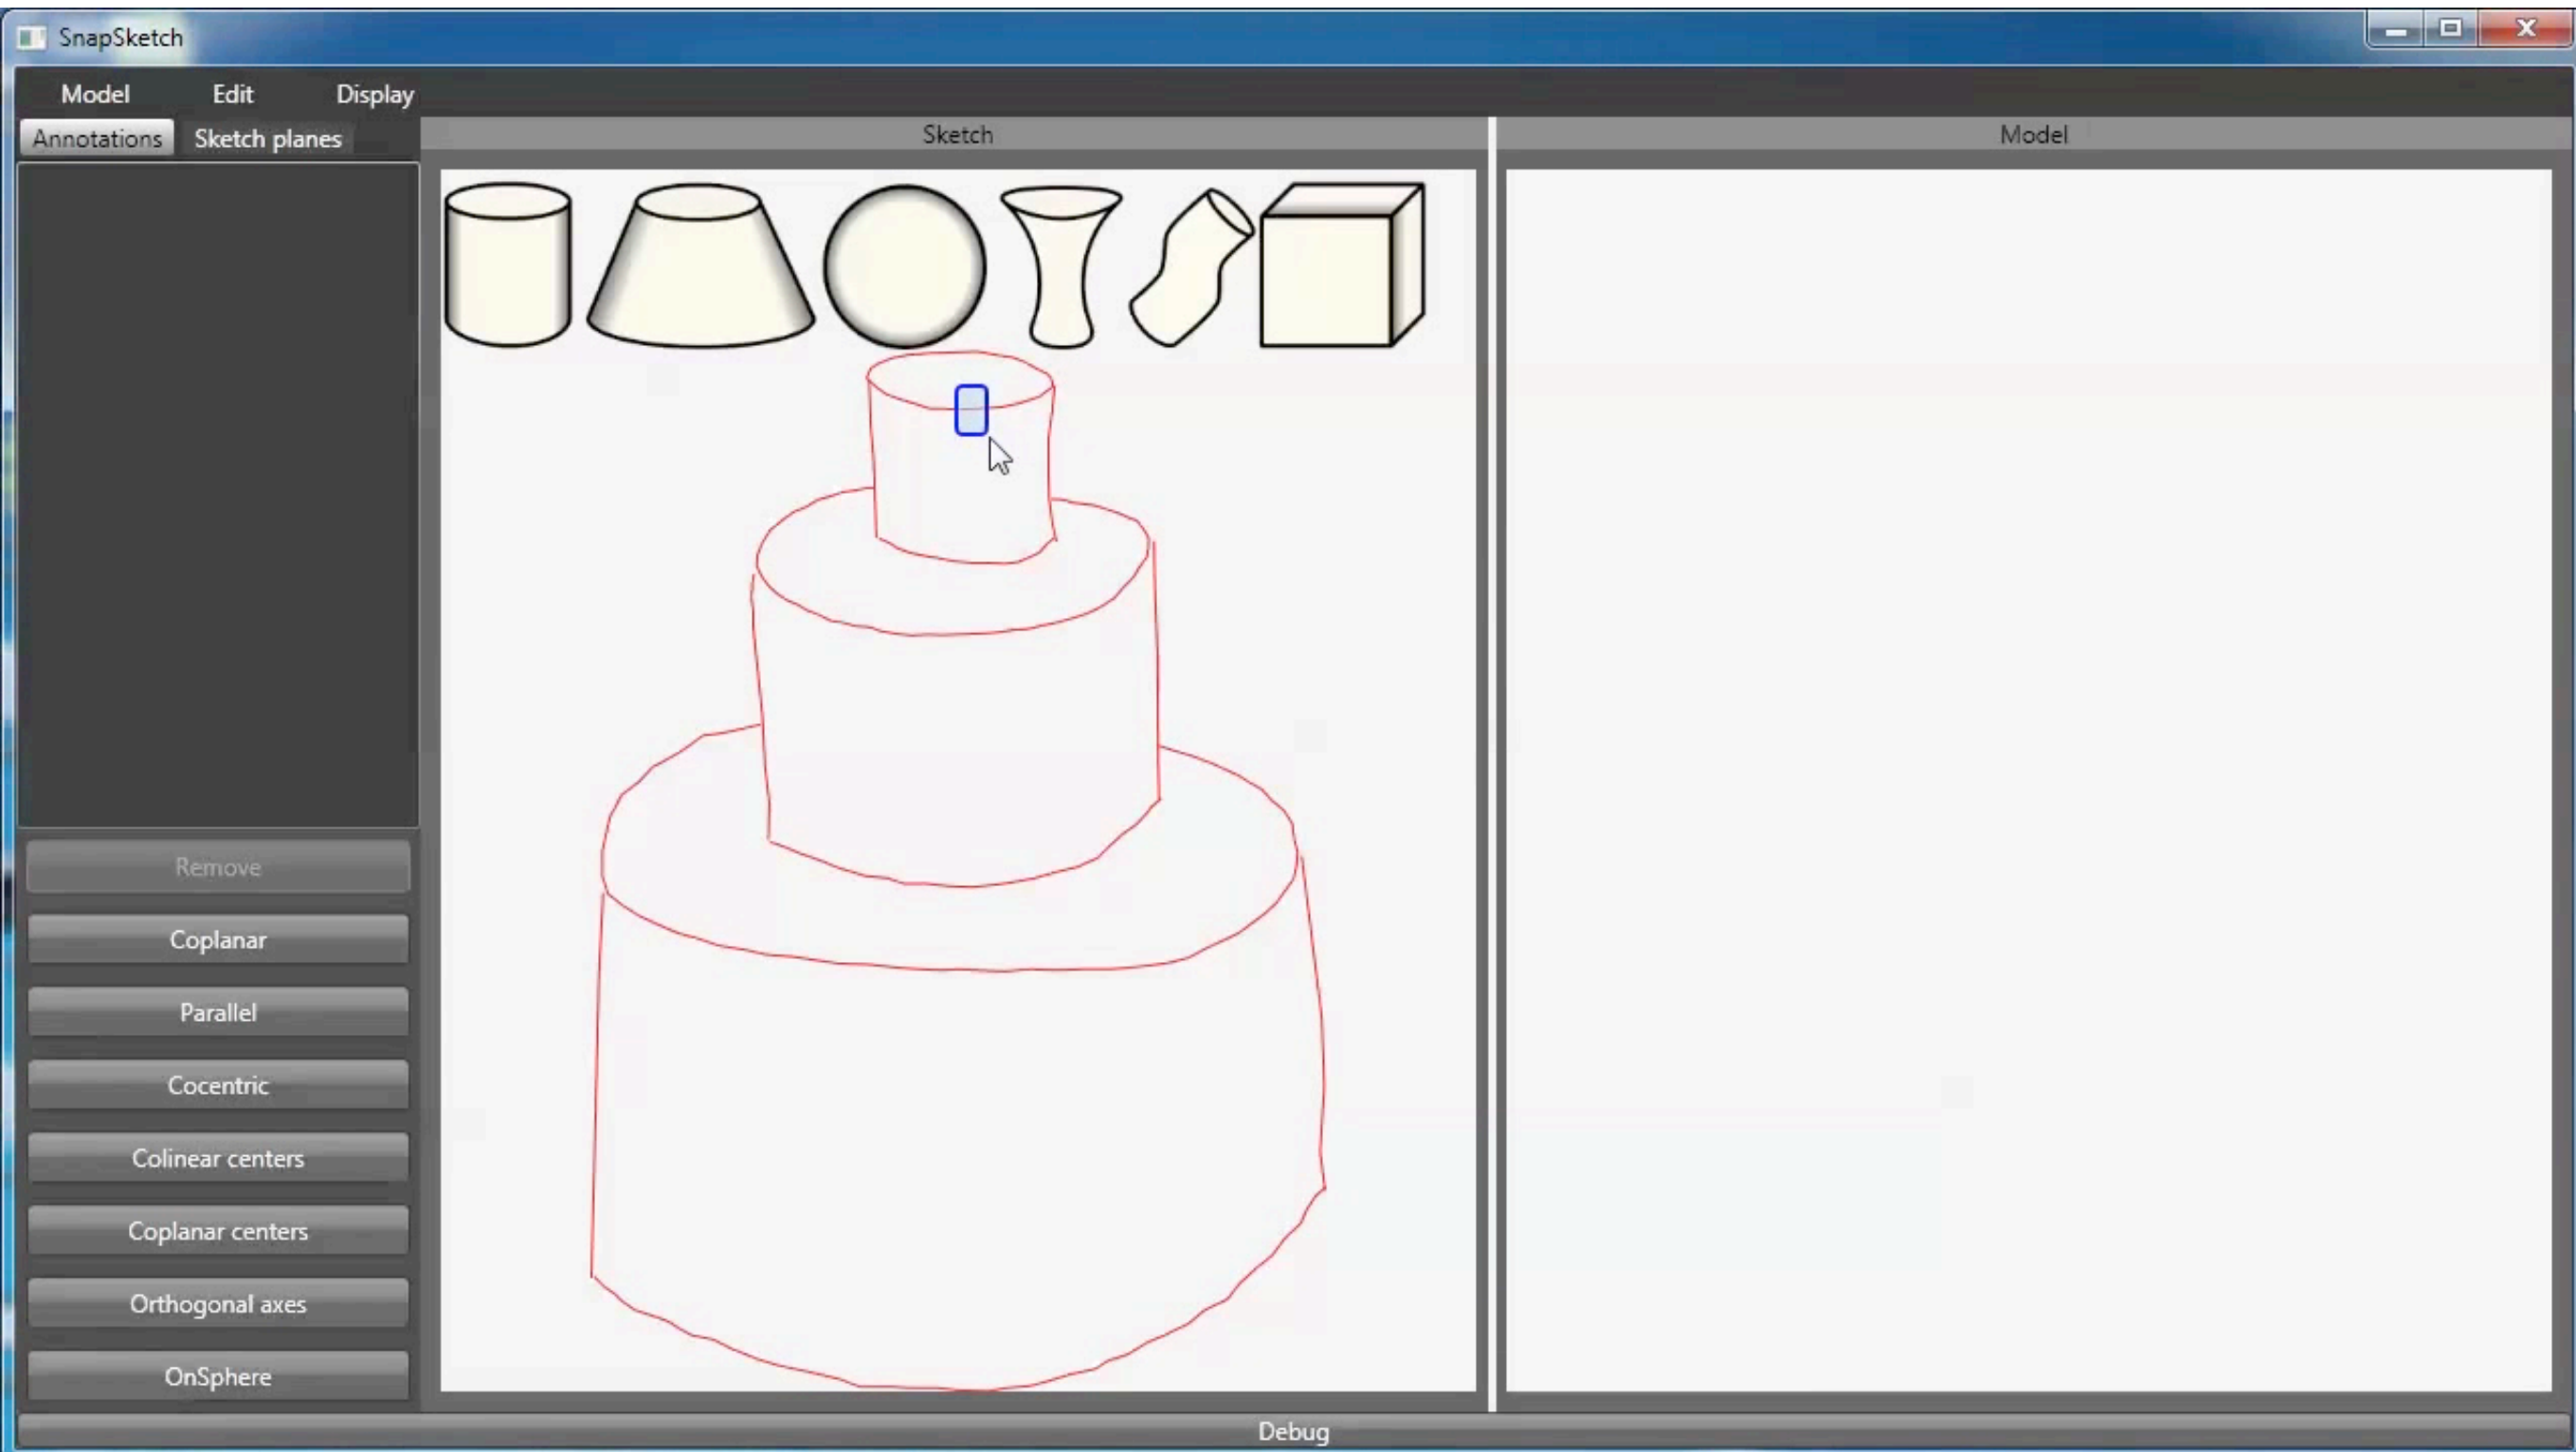 SnapSketch
Model Edit Display
Annotations Sketch planes
Sketch
Model
Remove
Coplanar
Parallel
Cocentric
Colinear centers
Coplanar centers
Orthogonal axes
OnSphere
Debug